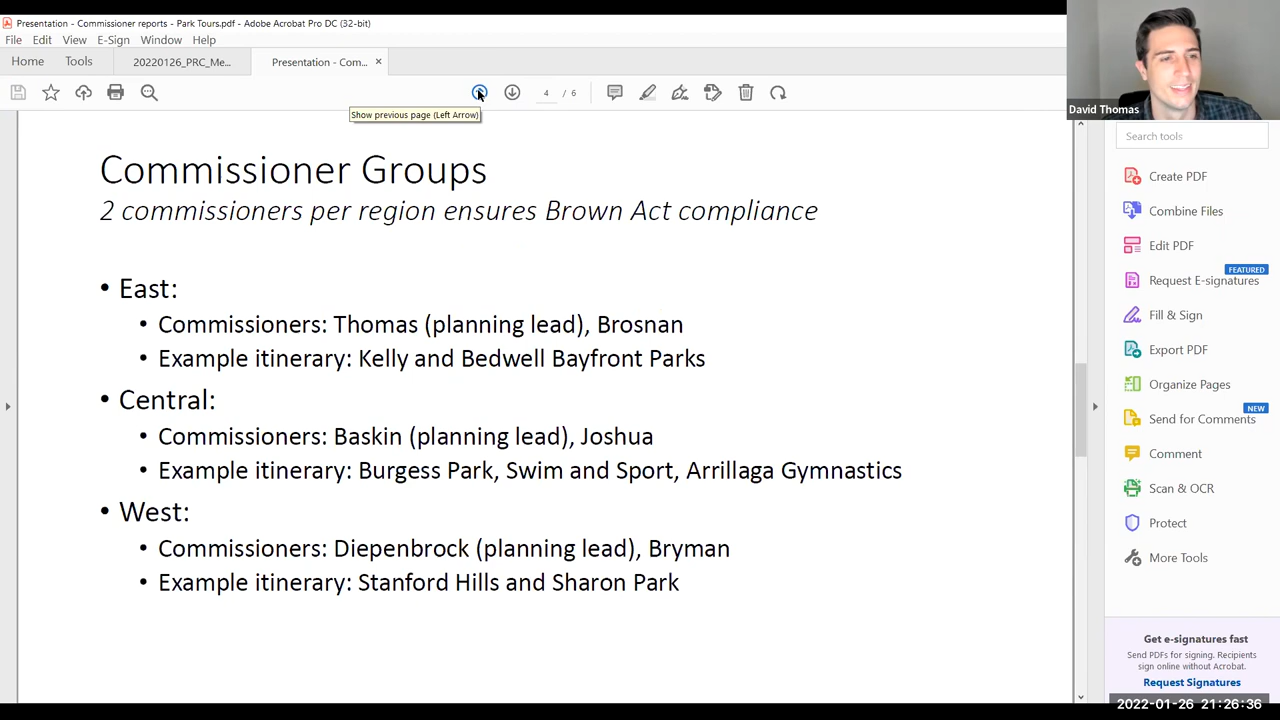 Presentation - Commissioner reports - Park Tours.pdf - Adobe Acrobat Pro DC (32-bit)
File Edit View E-Sign Window Help
Home Tools 20220126_PRC_Me... Presentation - Com... ×
4 / 6
Show previous page (Left Arrow)
David Thomas
Commissioner Groups
2 commissioners per region ensures Brown Act compliance
• East:
• Commissioners: Thomas (planning lead), Brosnan
• Example itinerary: Kelly and Bedwell Bayfront Parks
• Central:
• Commissioners: Baskin (planning lead), Joshua
• Example itinerary: Burgess Park, Swim and Sport, Arrillaga Gymnastics
• West:
• Commissioners: Diepenbrock (planning lead), Bryman
• Example itinerary: Stanford Hills and Sharon Park
Search tools
Create PDF
Combine Files
Edit PDF
FEATURED
Request E-signatures
Fill & Sign
Export PDF
Organize Pages
NEW
Send for Comments
Comment
Scan & OCR
Protect
More Tools
Get e-signatures fast
Send PDFs for signing. Recipients
sign online without Acrobat.
Request Signatures
2022-01-26 21:26:36